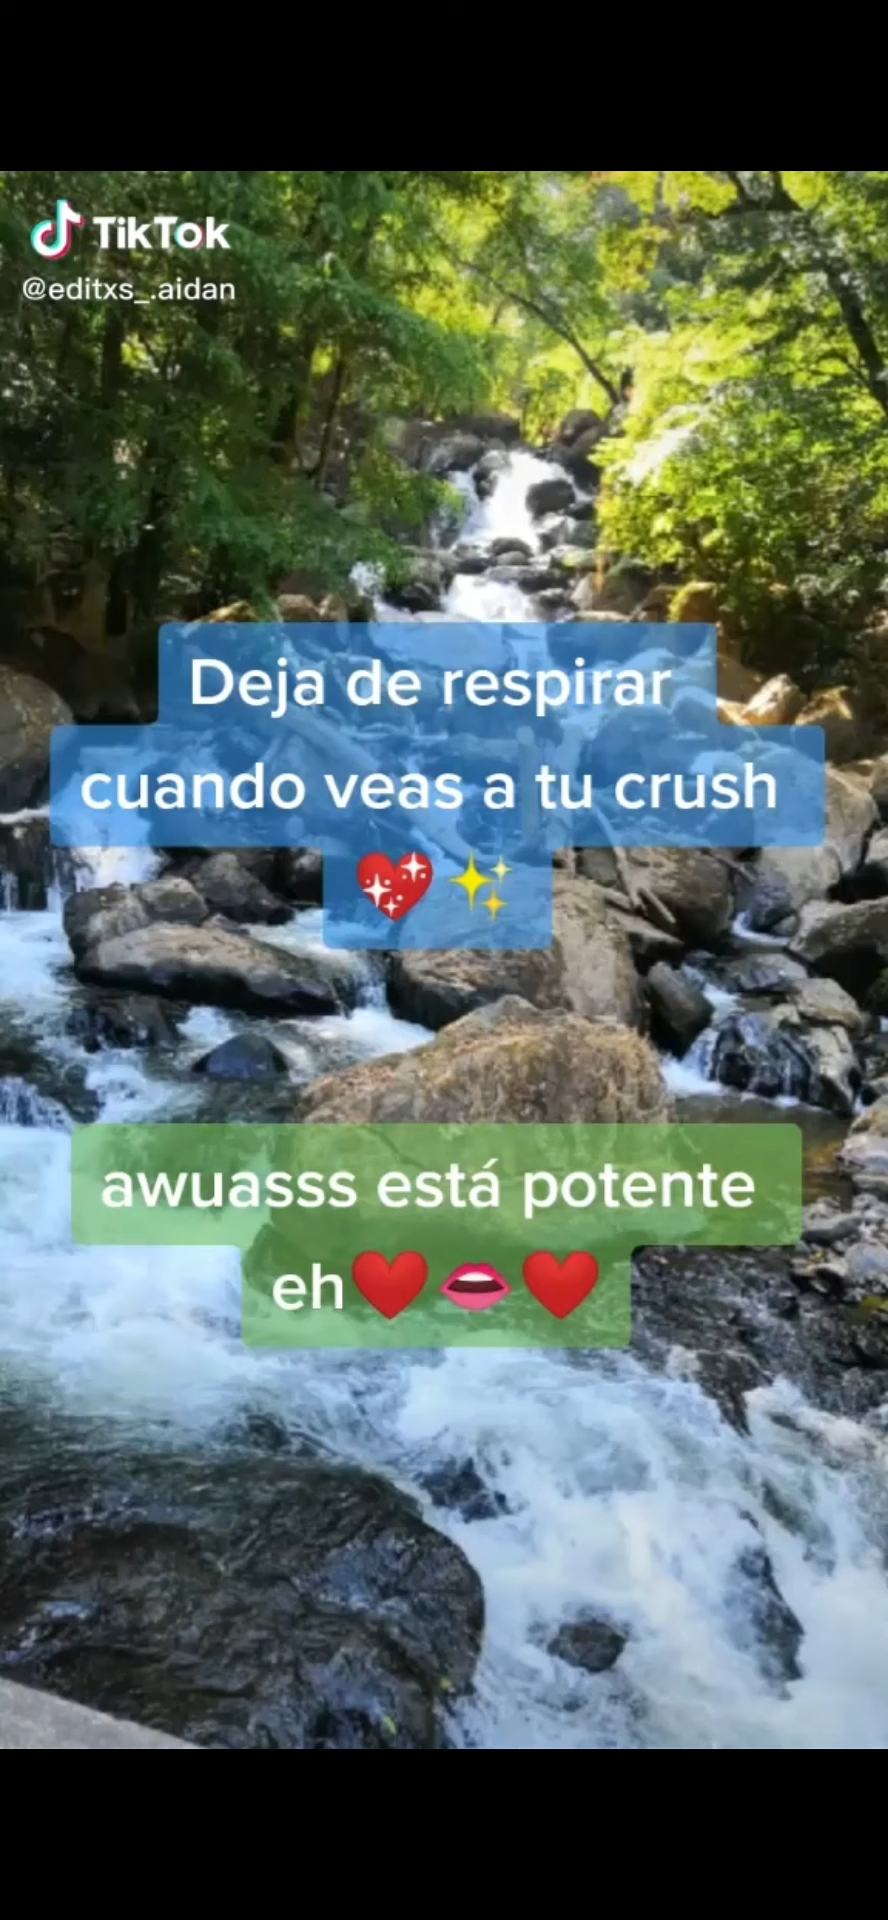 TikTok
@editxs_.aidan
Deja de respirar
cuando veas a tu crush
💖✨
awuasss está potente
eh❤️👄❤️